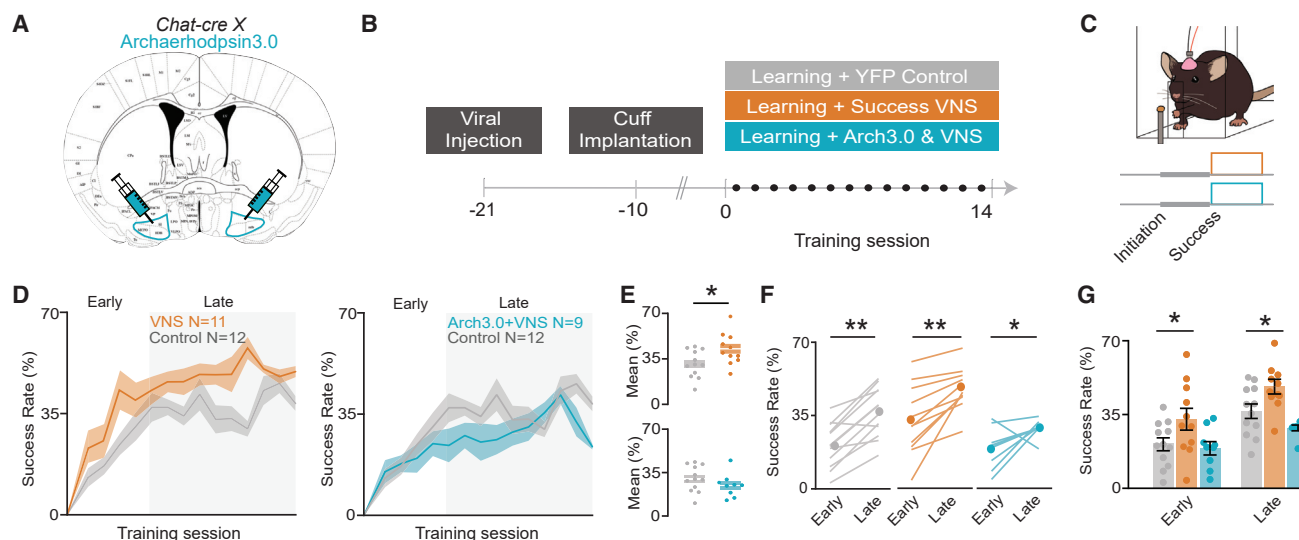 A
Chat-cre X
Archaerhodpsin3.0
B
Learning + YFP Control
Learning + Success VNS
Learning + Arch3.0 & VNS
Viral
Injection
Cuff
Implantation
-21
-10
0
14
Training session
C
Initiation
Success
D
Early
Late
VNS N=11
Control N=12
Success Rate (%)
70
35
0
Training session
Early
Late
Arch3.0+VNS N=9
Control N=12
Success Rate (%)
70
35
0
Training session
E
*
Mean (%)
70
35
0
Mean (%)
70
35
0
F
**
**
*
Success Rate (%)
70
35
0
Early
Late
Early
Late
Early
Late
G
*
*
Success Rate (%)
70
35
0
Early
Late